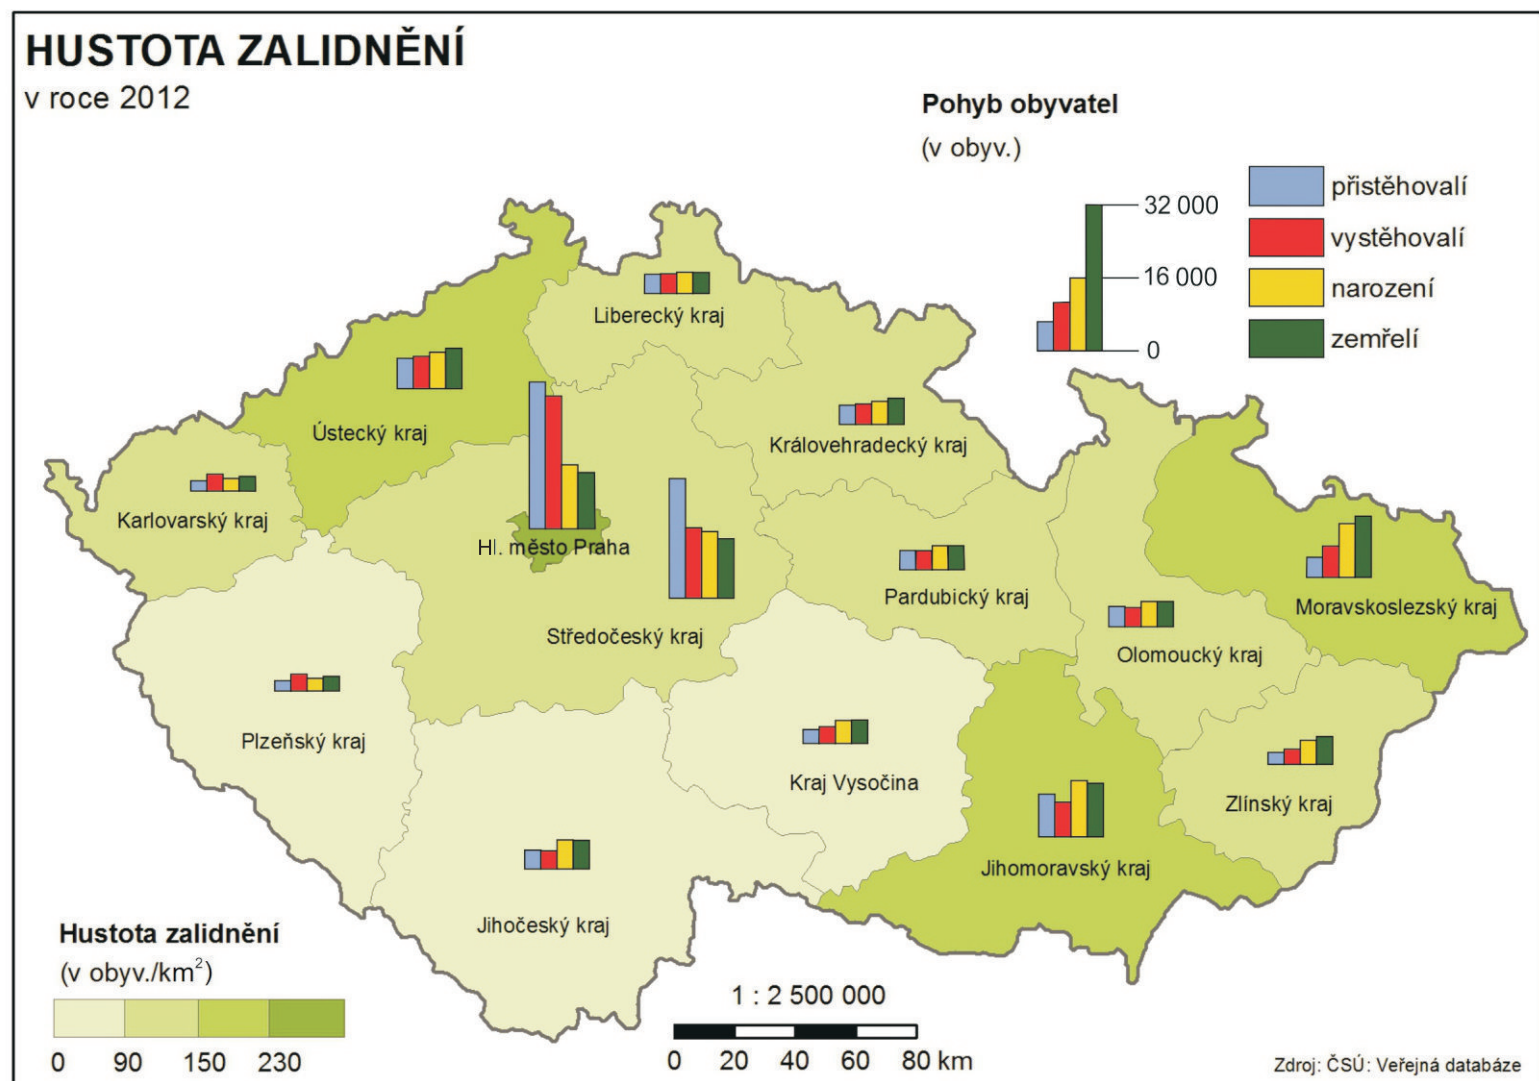 HUSTOTA ZALIDNĚNÍ
v roce 2012
Pohyb obyvatel
(v obyv.)
32 000
16 000
0
přistěhovalí
vystěhovalí
narození
zemřelí
Liberecký kraj
Ústecký kraj
Královehradecký kraj
Karlovarský kraj
Hl. město Praha
Pardubický kraj
Moravskoslezský kraj
Středočeský kraj
Olomoucký kraj
Plzeňský kraj
Kraj Vysočina
Zlínský kraj
Jihomoravský kraj
Jihočeský kraj
Hustota zalidnění
(v obyv./km²)
0 90 150 230
1 : 2 500 000
0 20 40 60 80 km
Zdroj: ČSÚ: Veřejná databáze